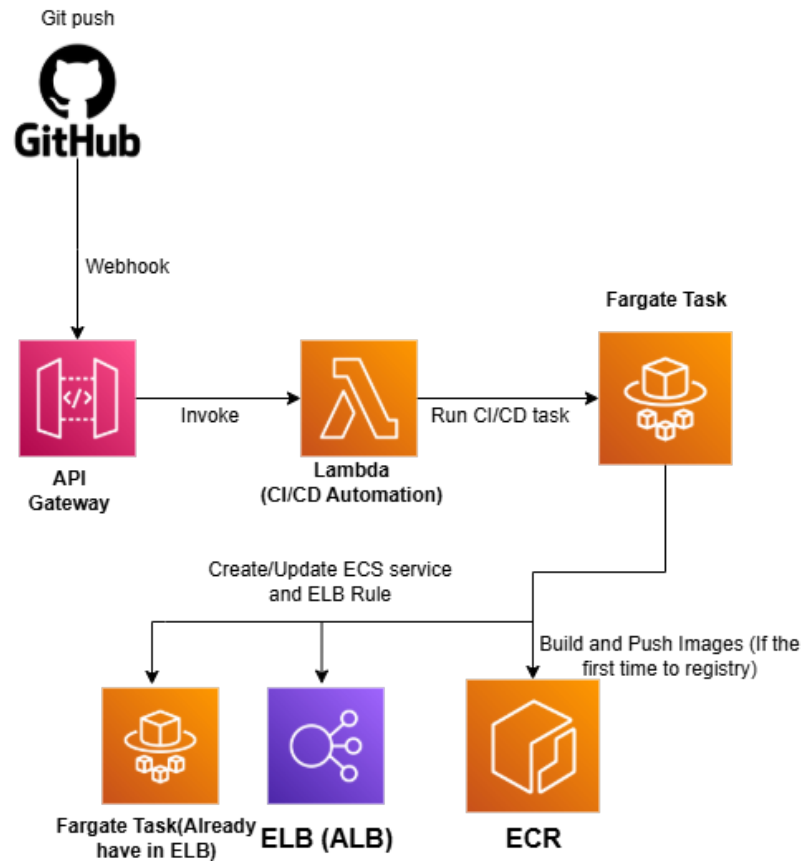 Git push
GitHub
Webhook
Fargate Task
</>
Invoke
Run CI/CD task
API
Gateway
Lambda
(CI/CD Automation)
Create/Update ECS service
and ELB Rule
Build and Push Images (If the
first time to registry)
Fargate Task(Already
have in ELB)
ELB (ALB)
ECR